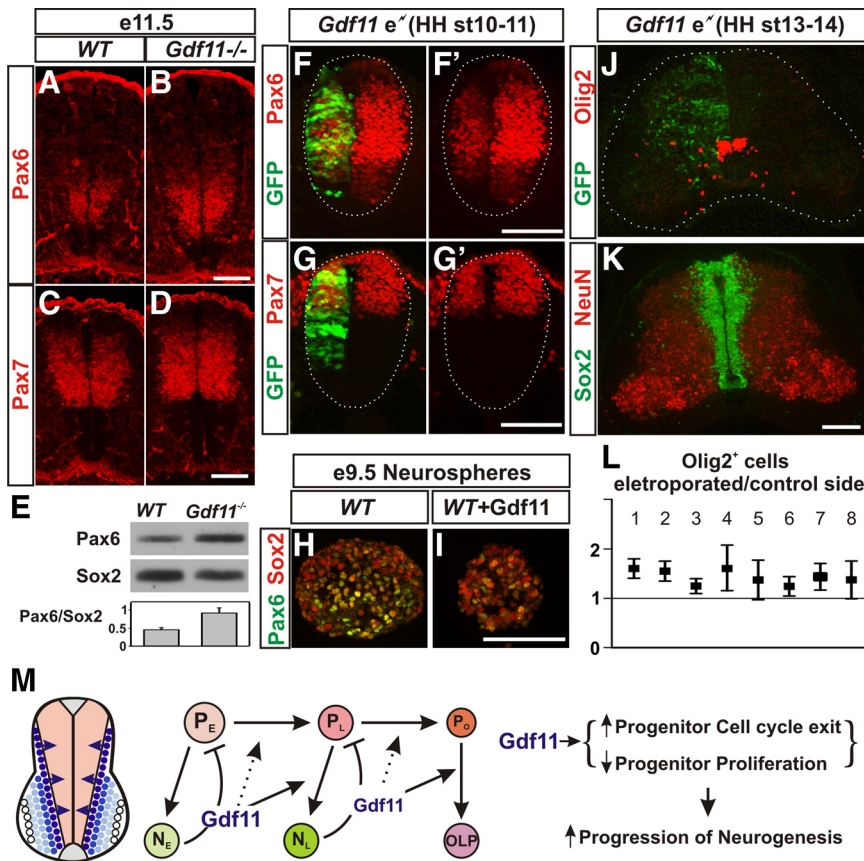 e11.5
WT
Gdf11-/-
A
B
Pax6
C
D
Pax7
E
WT
Gdf11-/-
Pax6
Sox2
Pax6/Sox2
1
0.5
0
Gdf11 e (HH st10-11)
F
F'
GFP Pax6
G
G'
GFP Pax7
e9.5 Neurospheres
WT
WT+Gdf11
H
I
Pax6 Sox2
Gdf11 e (HH st13-14)
J
GFP Olig2
K
Sox2 NeuN
L
Olig2+ cells
eletroporated/control side
1 2 3 4 5 6 7 8
2
1
0
M
PE
PL
PO
Gdf11
Gdf11
NE
NL
OLP
Gdf11
Progenitor Cell cycle exit
Progenitor Proliferation
Progression of Neurogenesis